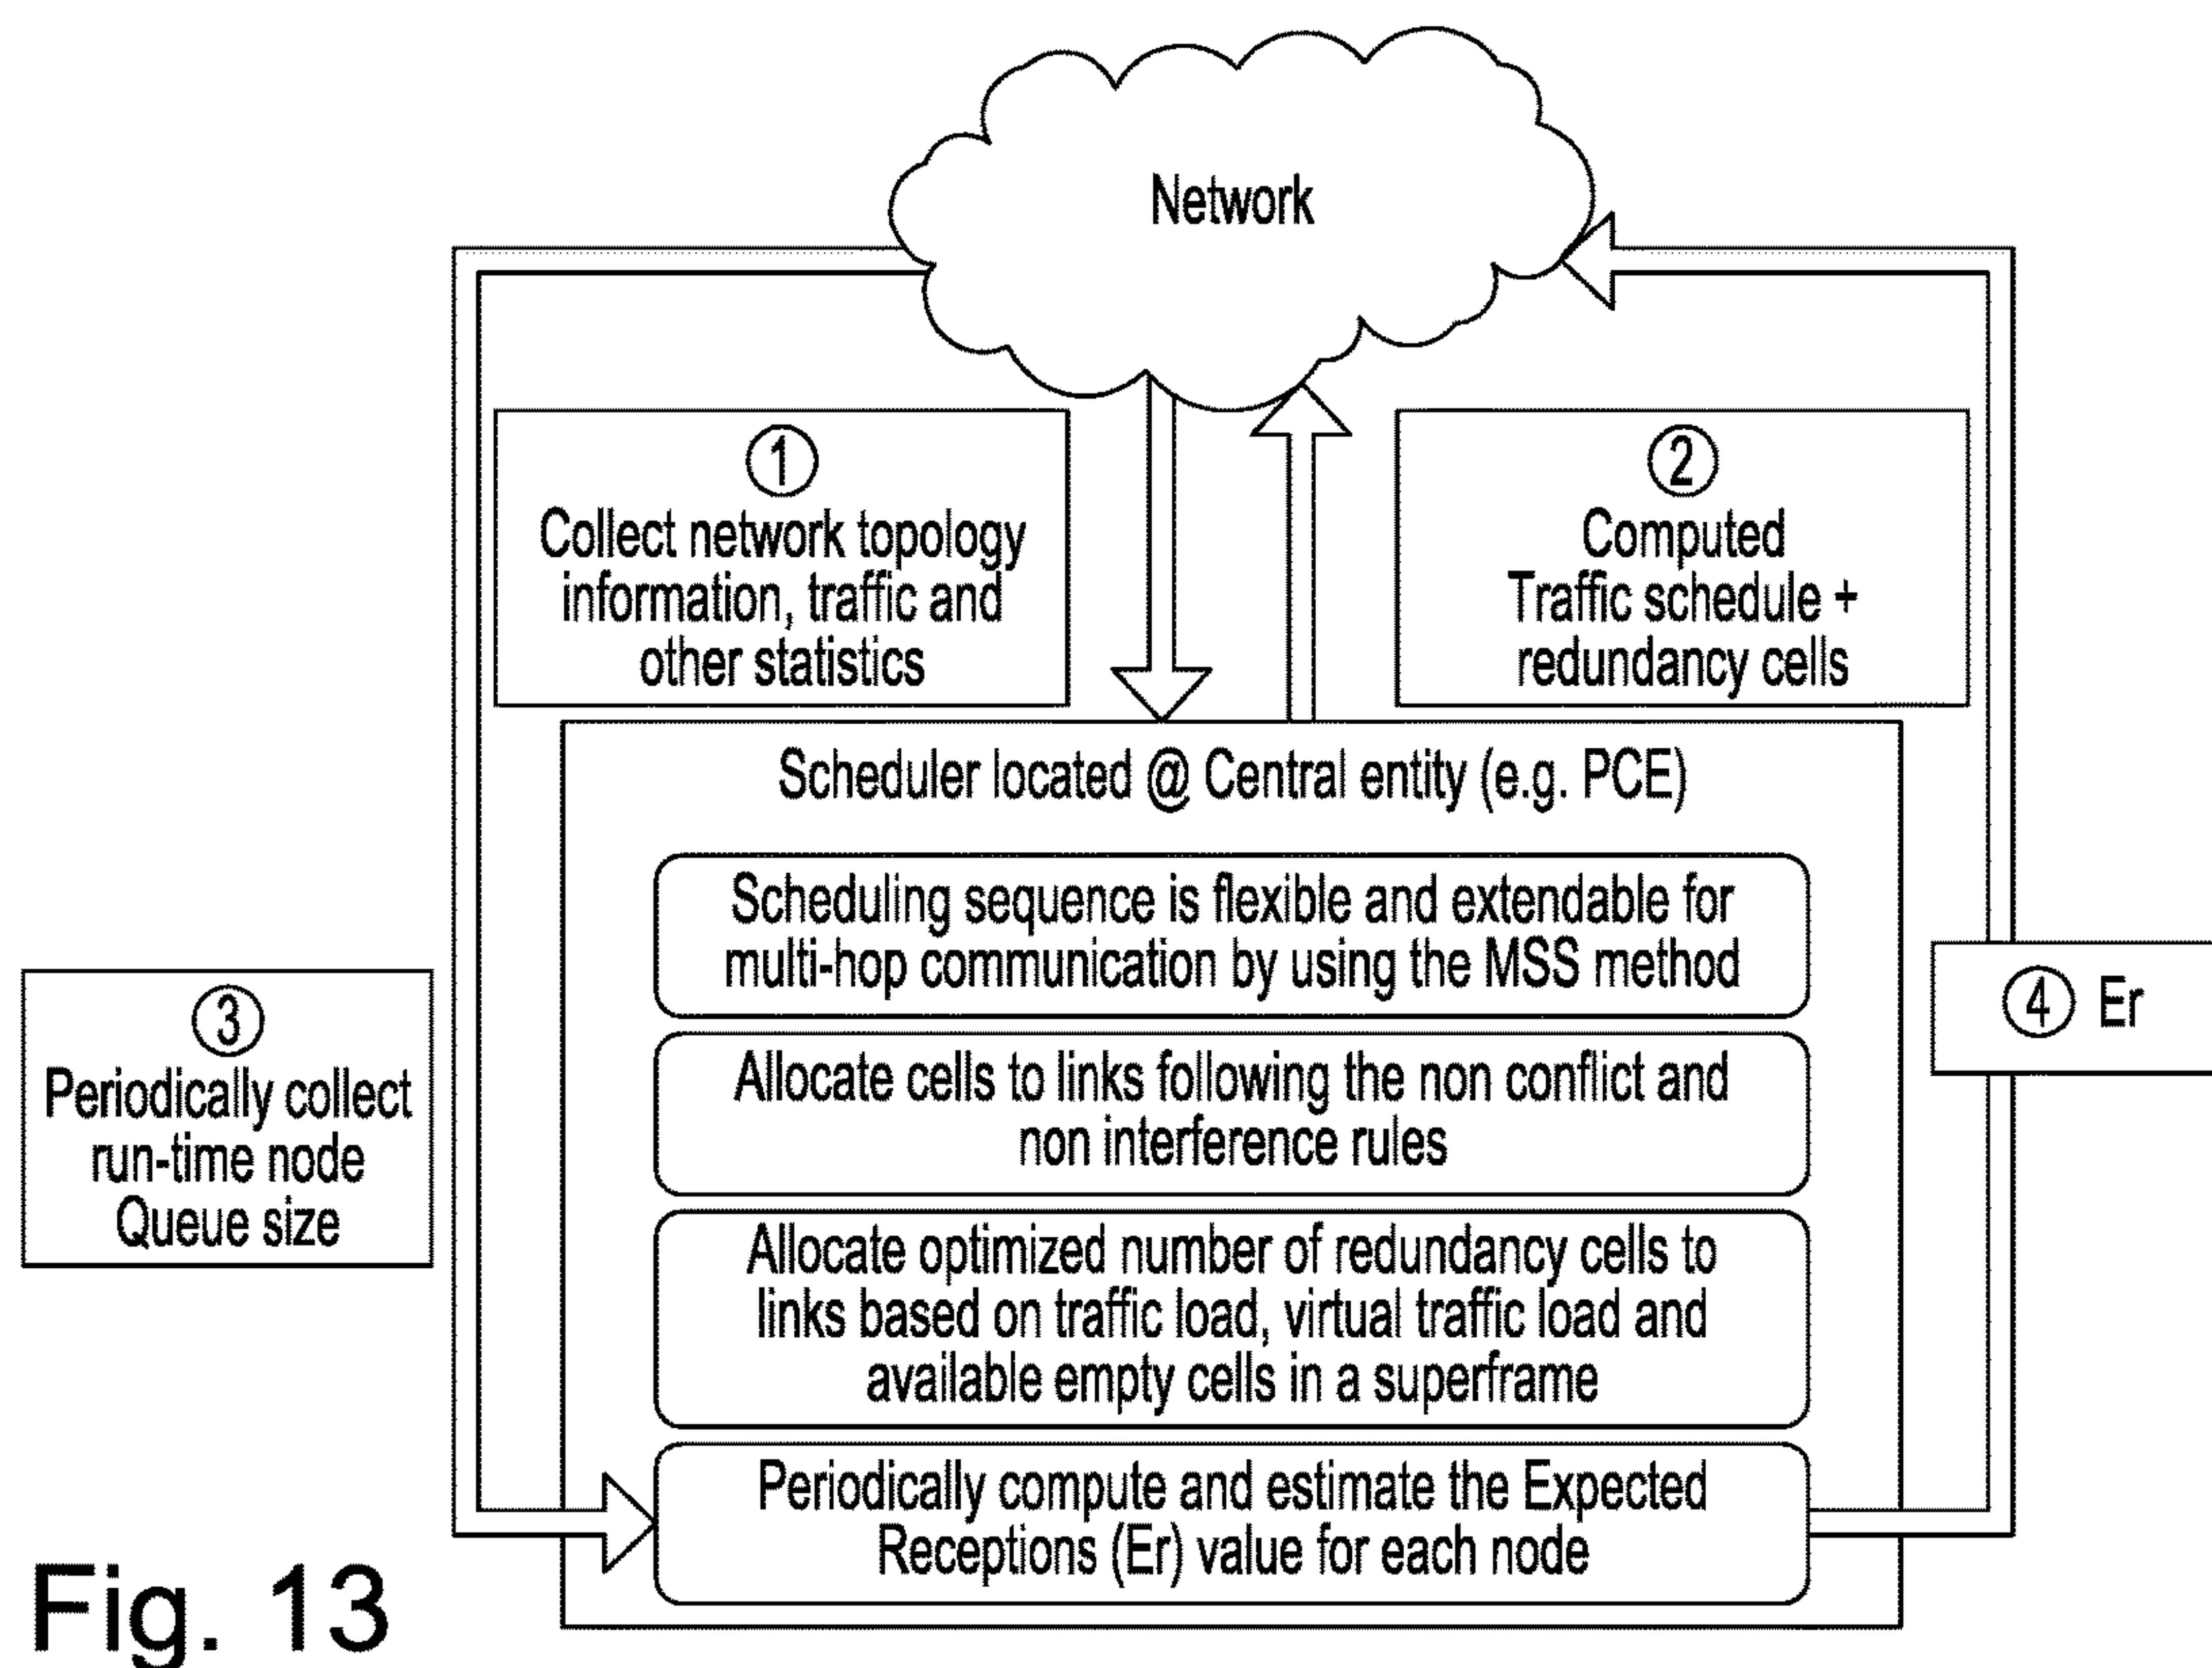 Network
①
Collect network topology
information, traffic and
other statistics
②
Computed
Traffic schedule +
redundancy cells
Scheduler located @ Central entity (e.g. PCE)
Scheduling sequence is flexible and extendable for
multi-hop communication by using the MSS method
Allocate cells to links following the non conflict and
non interference rules
Allocate optimized number of redundancy cells to
links based on traffic load, virtual traffic load and
available empty cells in a superframe
Periodically compute and estimate the Expected
Receptions (Er) value for each node
③
Periodically collect
run-time node
Queue size
④ Er
Fig. 13